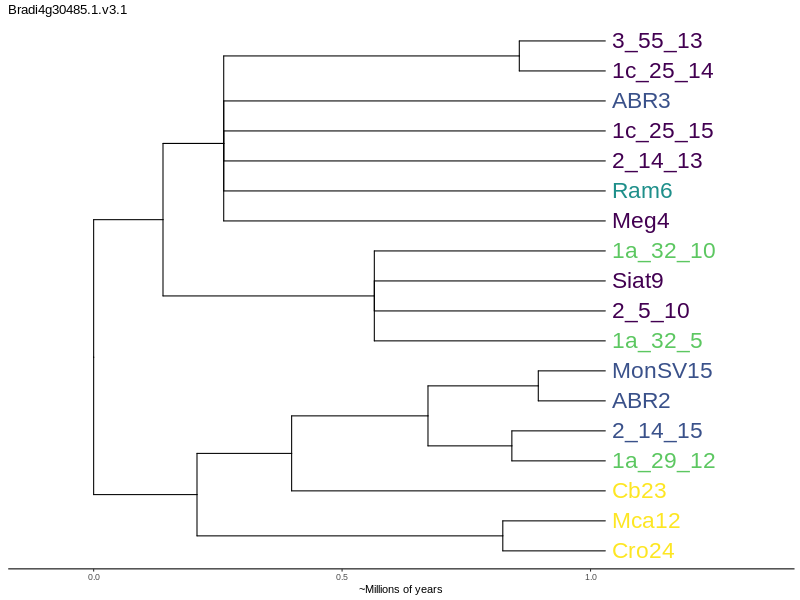 Bradi4g30485.1.v3.1
3_55_13
1c_25_14
ABR3
1c_25_15
2_14_13
Ram6
Meg4
1a_32_10
Siat9
2_5_10
1a_32_5
MonSV15
ABR2
2_14_15
1a_29_12
Cb23
Mca12
Cro24
0.0 0.5 1.0
~Millions of years